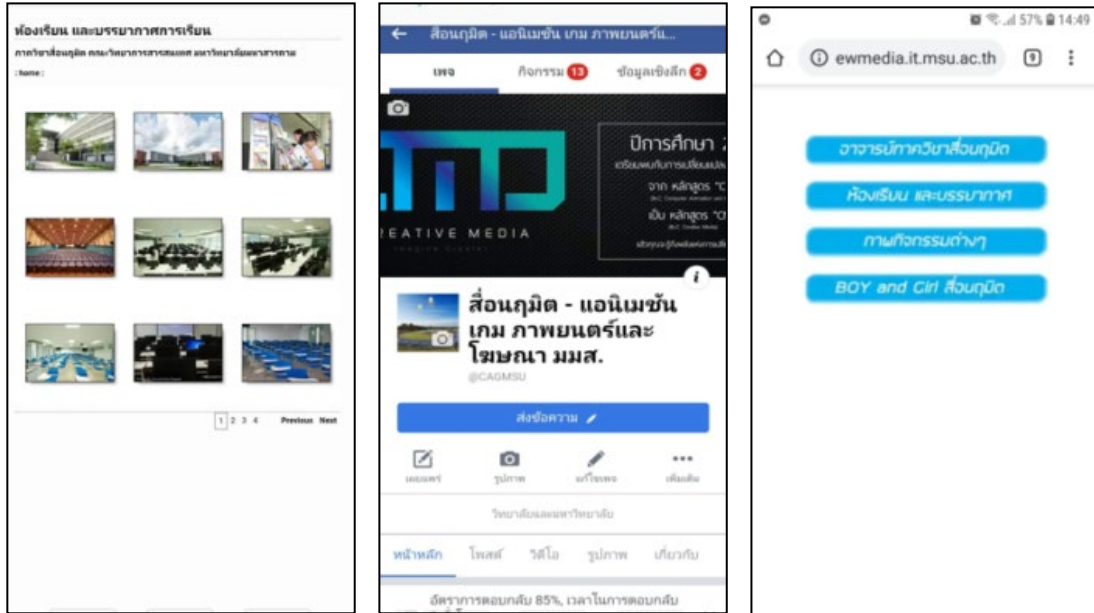 ห้องเรียน และบรรยากาศการเรียน
ภาควิชาสื่อนฤมิต คณะวิทยาการสารสนเทศ มหาวิทยาลัยมหาสารคาม
: home :
1 2 3 4 Previous Next
สื่อนฤมิต - แอนิเมชัน เกม ภาพยนตร์แ...
เพจ กิจกรรม 13 ข้อมูลเชิงลึก 2
ปีการศึกษา
จาก หลักสูตร "C
เป็น หลักสูตร
CREATIVE MEDIA
สื่อนฤมิต - แอนิเมชัน
เกม ภาพยนตร์และ
โฆษณา มมส.
@CAGMSU
ส่งข้อความ
เผยแพร่ รูปภาพ แก้ไขเพจ เพิ่มเติม
วิทยาลัยและมหาวิทยาลัย
หน้าหลัก โพสต์ วิดีโอ รูปภาพ เกี่ยวกับ
อัตราการตอบกลับ 85%, เวลาในการตอบกลับ
57% 14:49
ewmedia.it.msu.ac.th 9
อาจารย์ภาควิชาสื่อนฤมิต
ห้องเรียน และบรรยากาศ
ภาพกิจกรรมต่างๆ
BOY and Girl สื่อนฤมิต